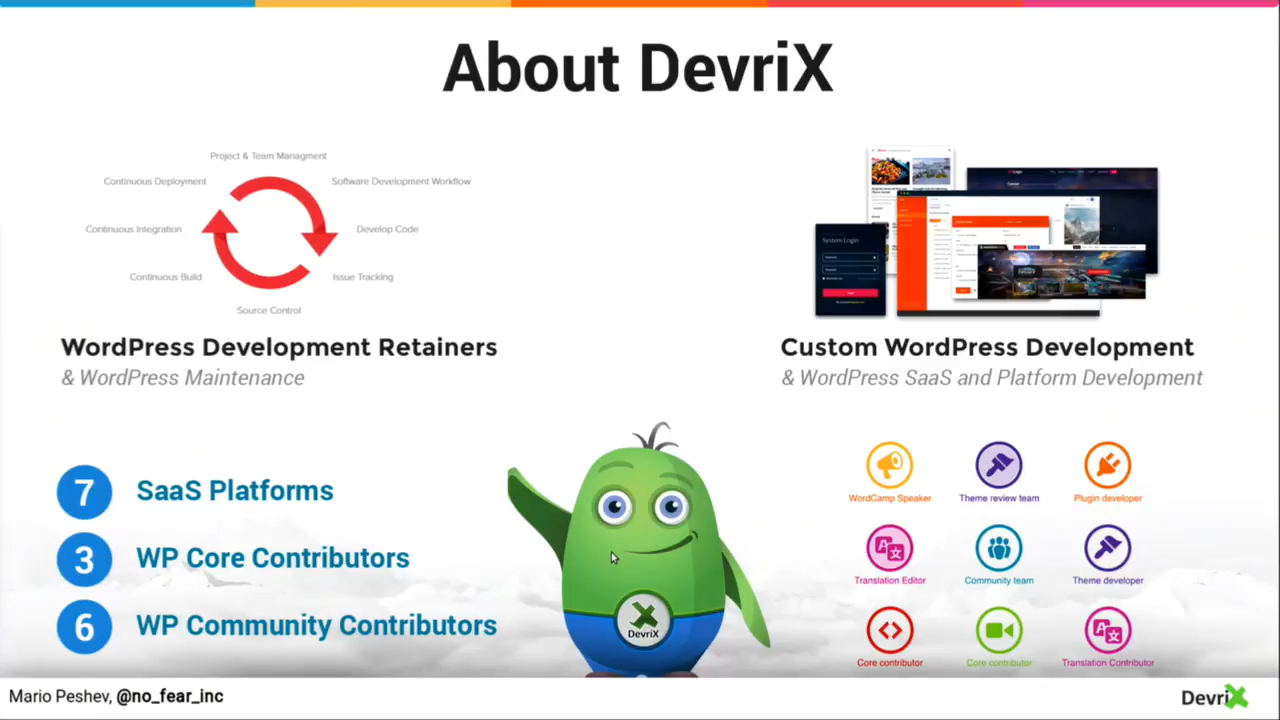 About DevriX
Project & Team Managment
Continuous Deployment
Software Development Workflow
Continuous Integration
Develop Code
Continuous Build
Issue Tracking
Source Control
System Login
WordPress Development Retainers
& WordPress Maintenance
Custom WordPress Development
& WordPress SaaS and Platform Development
7 SaaS Platforms
3 WP Core Contributors
6 WP Community Contributors
DevriX
WordCamp Speaker
Theme review team
Plugin developer
Translation Editor
Community team
Theme developer
Core contributor
Core contributor
Translation Contributor
Mario Peshev, @no_fear_inc
DevriX